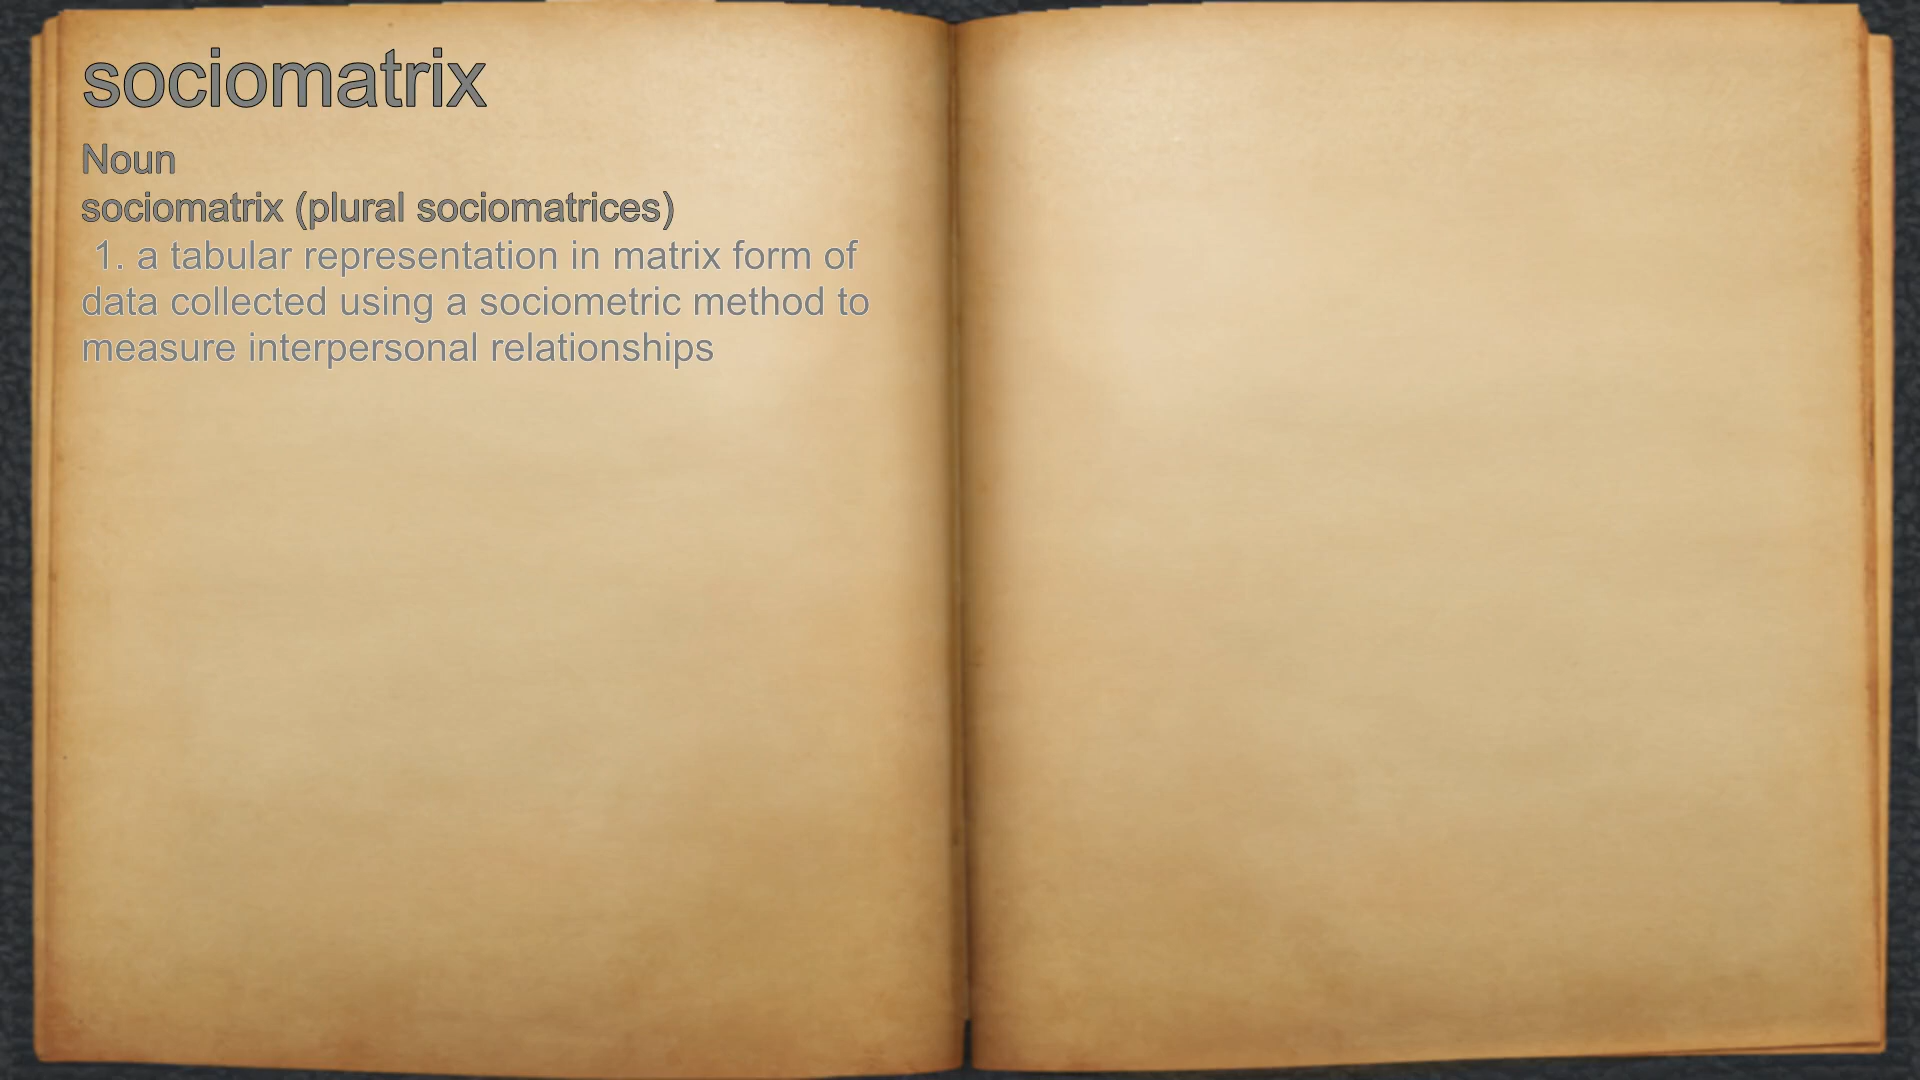 sociomatrix
Noun
sociomatrix (plural sociomatrices)
1. a tabular representation in matrix form of
data collected using a sociometric method to
measure interpersonal relationships